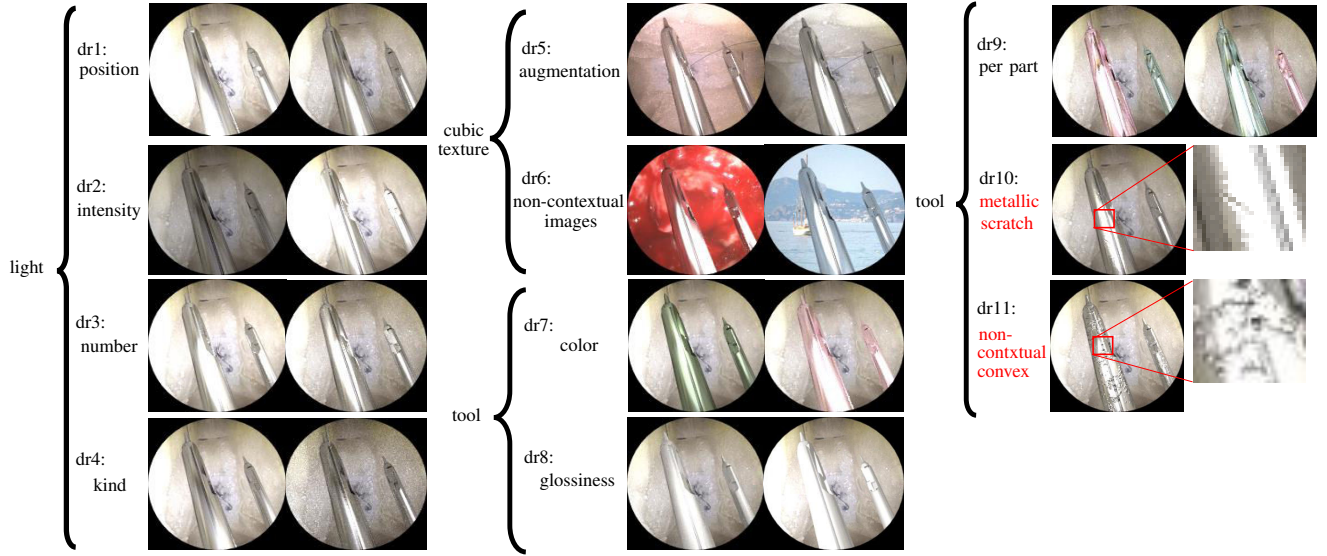 light
dr1:
position
dr2:
intensity
dr3:
number
dr4:
kind
cubic
texture
dr5:
augmentation
dr6:
non-contextual
images
tool
dr7:
color
dr8:
glossiness
tool
dr9:
per part
dr10:
metallic
scratch
dr11:
non-
contxtual
convex